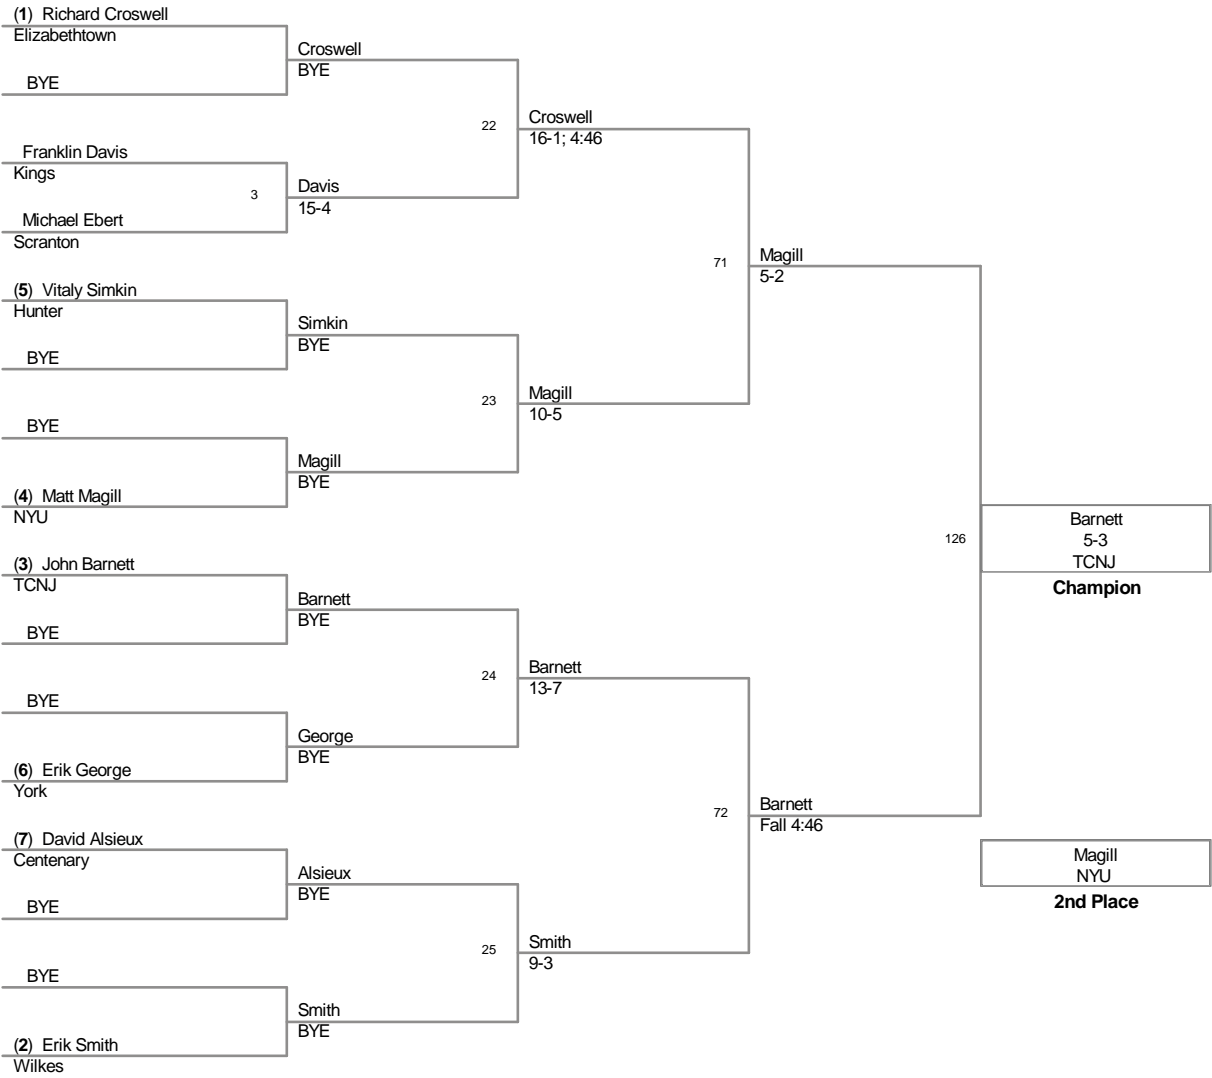 (1) Richard Croswell
Elizabethtown
BYE
Franklin Davis
Kings
3
Michael Ebert
Scranton
(5) Vitaly Simkin
Hunter
BYE
BYE
(4) Matt Magill
NYU
(3) John Barnett
TCNJ
BYE
BYE
(6) Erik George
York
(7) David Alsieux
Centenary
BYE
BYE
(2) Erik Smith
Wilkes
Croswell
BYE
22
Davis
15-4
Simkin
BYE
23
Magill
BYE
Barnett
BYE
24
George
BYE
Alsieux
BYE
25
Smith
BYE
Croswell
16-1; 4:46
71
Magill
10-5
Barnett
13-7
72
Smith
9-3
Magill
5-2
126
Barnett
Fall 4:46
Barnett
5-3
TCNJ
Champion
Magill
NYU
2nd Place